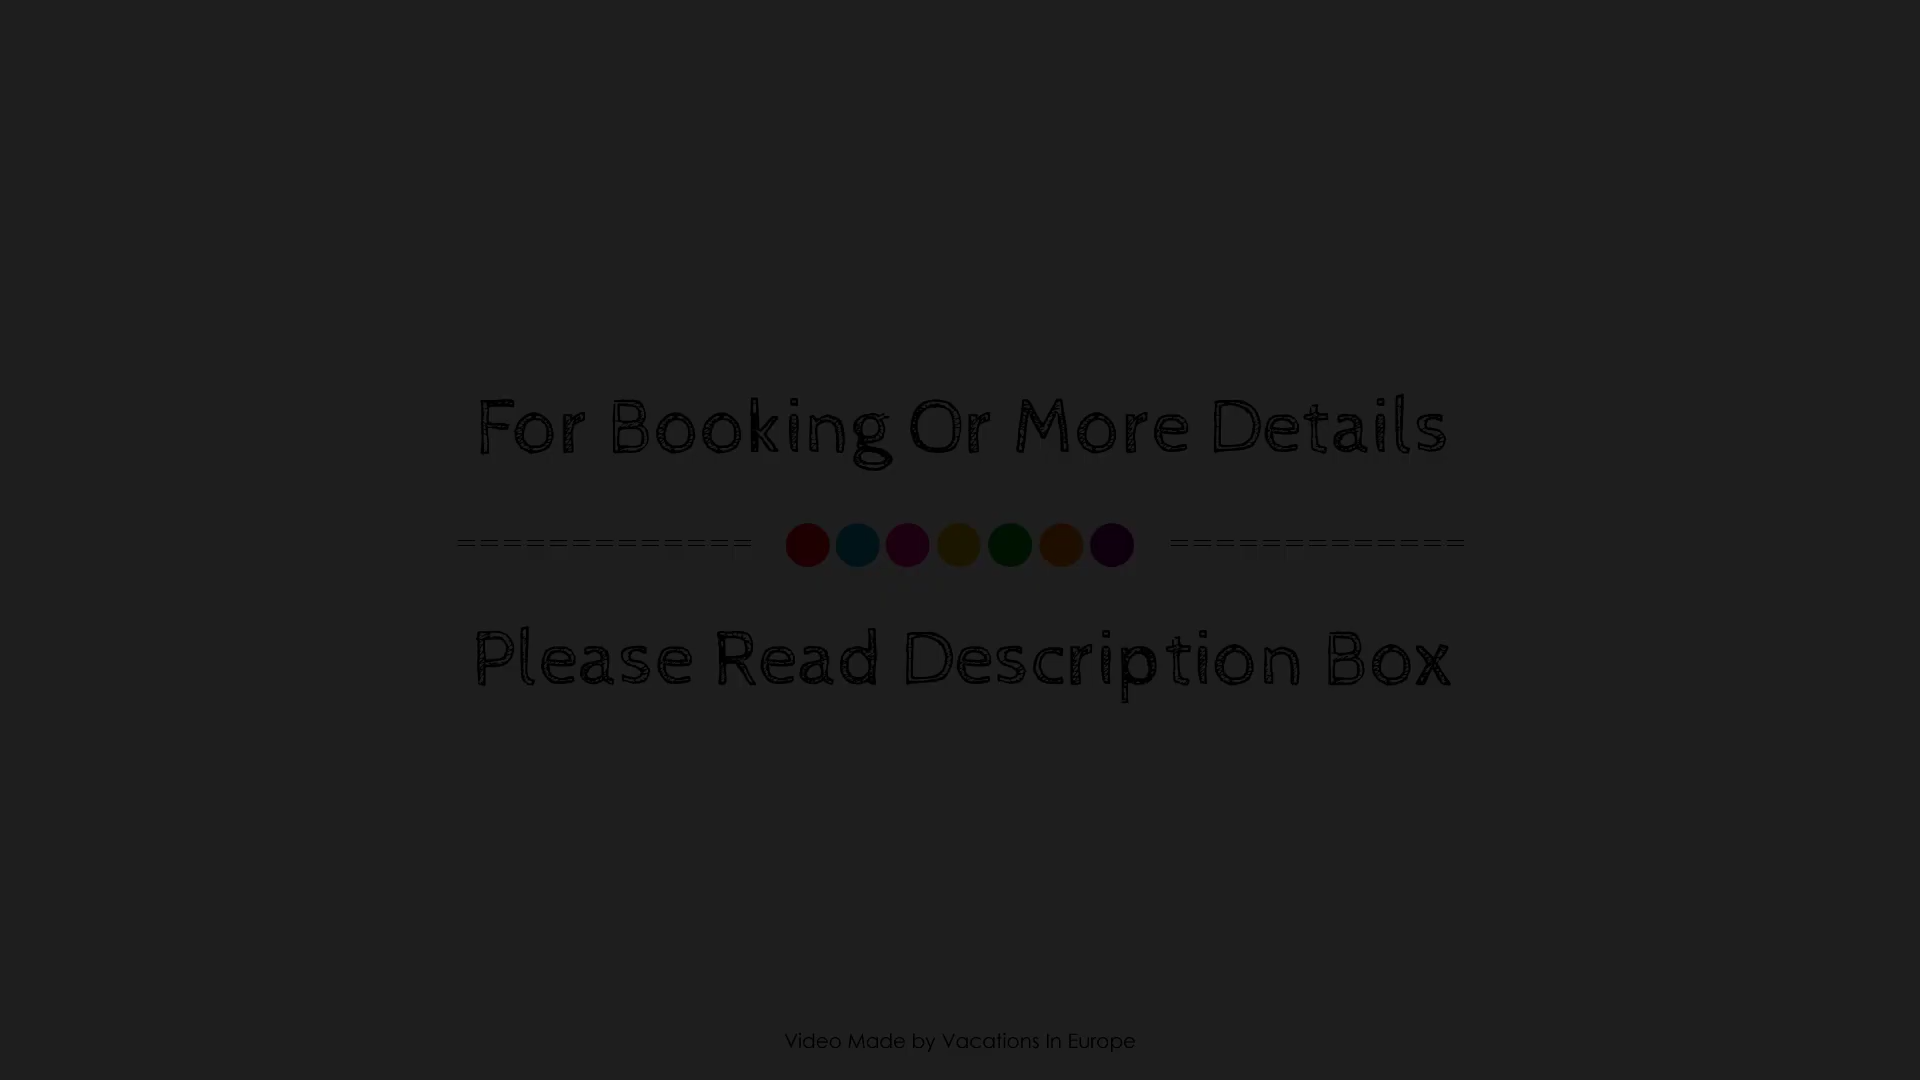 For Booking Or More Details
============= =============
Please Read Description Box
Video Made by Vacations In Europe